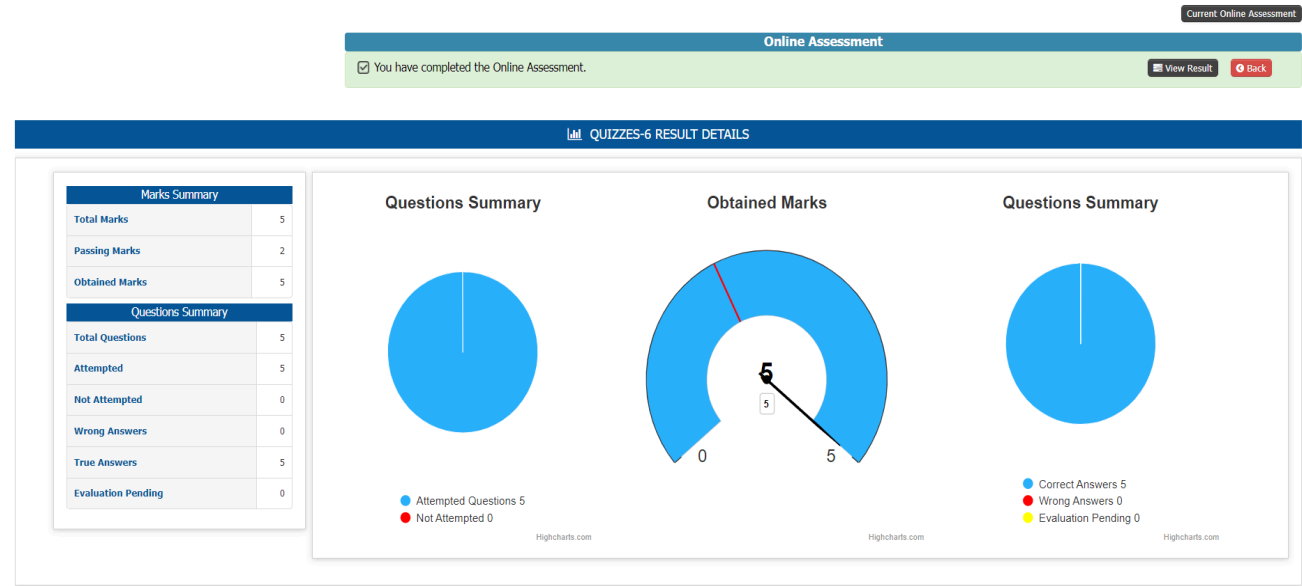 Current Online Assessment
Online Assessment
You have completed the Online Assessment.
View Result
Back
QUIZZES-6 RESULT DETAILS
Marks Summary
Total Marks 5
Passing Marks 2
Obtained Marks 5
Questions Summary
Total Questions 5
Attempted 5
Not Attempted 0
Wrong Answers 0
True Answers 5
Evaluation Pending 0
Questions Summary
Attempted Questions 5
Not Attempted 0
Highcharts.com
Obtained Marks
5
5
0 5
Highcharts.com
Questions Summary
Correct Answers 5
Wrong Answers 0
Evaluation Pending 0
Highcharts.com